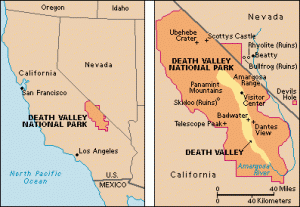 Oregon
Idaho
Nevada
California
San Francisco
DEATH VALLEY
NATIONAL PARK
Los Angeles
North Pacific
Ocean
U.S.
MEXICO
Nevada
Ubehebe
Crater
Scottys Castle
Rhyolite (Ruins)
Beatty
Bullfrog (Ruins)
DEATH VALLEY
NATIONAL PARK
Amargosa
Range
Panamint
Mountains
Visitor
Center
Devils
Hole
Skidoo (Ruins)
Badwater
Telescope Peak
Dantes
View
DEATH VALLEY
Amargosa
River
California
0
40 Miles
0
40 Kilometers